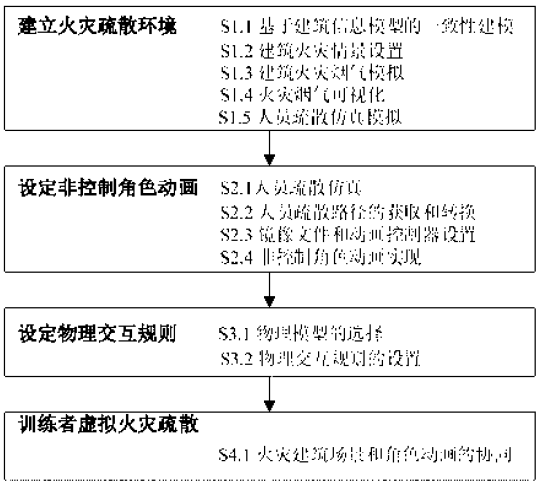 建立火灾疏散环境
S1.1 基于建筑信息模型的一致性建模
S1.2 建筑火灾情景设置
S1.3 建筑火灾烟气模拟
S1.4 火灾烟气可视化
S1.5 人员疏散仿真模拟
设定非控制角色动画
S2.1人员疏散仿真
S2.2 人员疏散路径的获取和转换
S2.3 镜像文件和动画控制器设置
S2.4 非控制角色动画实现
设定物理交互规则
S3.1 物理模型的选择
S3.2 物理交互规则的设置
训练者虚拟火灾疏散
S4.1 火灾建筑场景和角色动画的协同